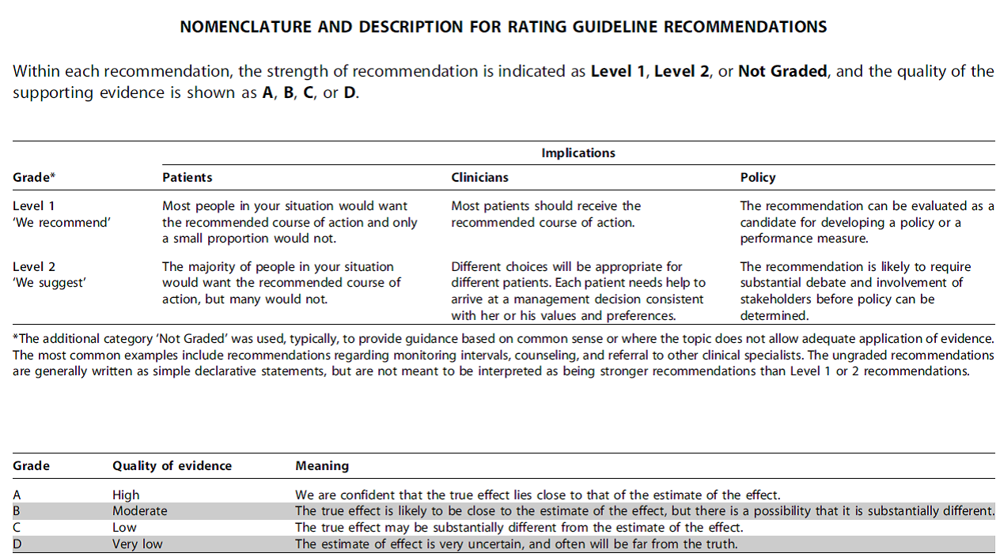 NOMENCLATURE AND DESCRIPTION FOR RATING GUIDELINE RECOMMENDATIONS
Within each recommendation, the strength of recommendation is indicated as Level 1, Level 2, or Not Graded, and the quality of the
supporting evidence is shown as A, B, C, or D.
Implications
Grade* Patients Clinicians Policy
Level 1 Most people in your situation would want Most patients should receive the The recommendation can be evaluated as a
‘We recommend’ the recommended course of action and only recommended course of action. candidate for developing a policy or a
a small proportion would not. performance measure.
Level 2 The majority of people in your situation Different choices will be appropriate for The recommendation is likely to require
‘We suggest’ would want the recommended course of different patients. Each patient needs help to substantial debate and involvement of
action, but many would not. arrive at a management decision consistent stakeholders before policy can be
with her or his values and preferences. determined.
*The additional category ‘Not Graded’ was used, typically, to provide guidance based on common sense or where the topic does not allow adequate application of evidence.
The most common examples include recommendations regarding monitoring intervals, counseling, and referral to other clinical specialists. The ungraded recommendations
are generally written as simple declarative statements, but are not meant to be interpreted as being stronger recommendations than Level 1 or 2 recommendations.
Grade Quality of evidence Meaning
A High We are confident that the true effect lies close to that of the estimate of the effect.
B Moderate The true effect is likely to be close to the estimate of the effect, but there is a possibility that it is substantially different.
C Low The true effect may be substantially different from the estimate of the effect.
D Very low The estimate of effect is very uncertain, and often will be far from the truth.